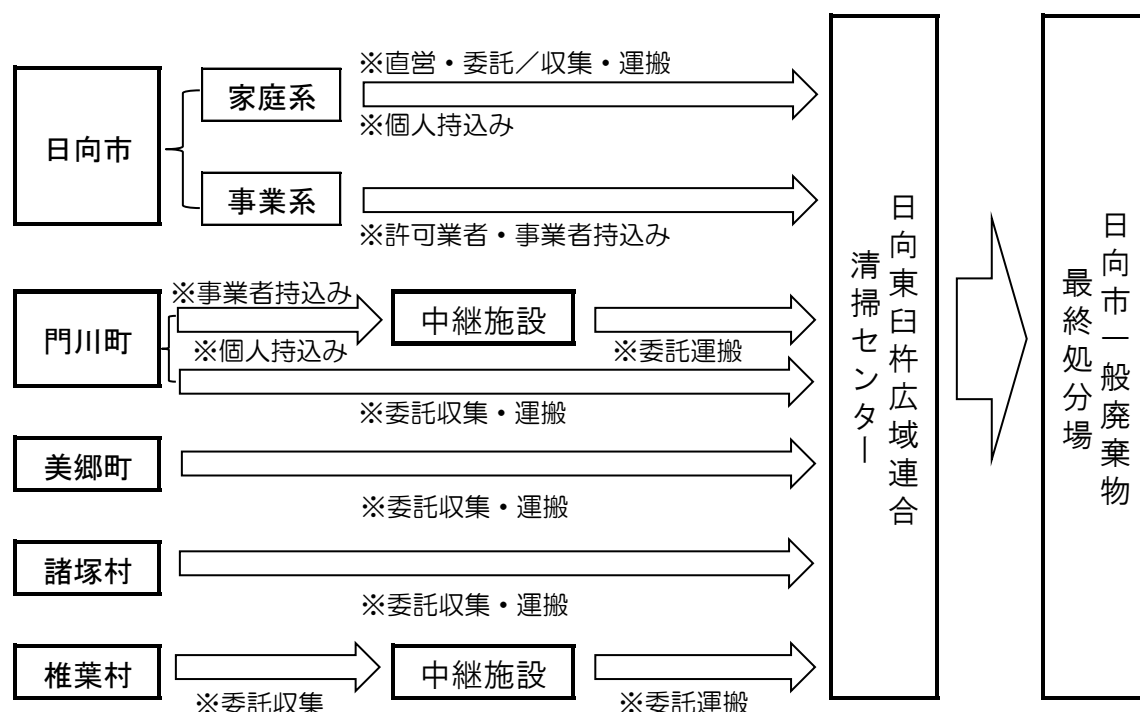 日向市
家庭系
※直営・委託／収集・運搬
※個人持込み
事業系
※許可業者・事業者持込み
門川町
※事業者持込み
※個人持込み
中継施設
※委託運搬
※委託収集・運搬
美郷町
※委託収集・運搬
諸塚村
※委託収集・運搬
椎葉村
※委託収集
中継施設
※委託運搬
日向東臼杵広域連合
清掃センター
日向市一般廃棄物
最終処分場